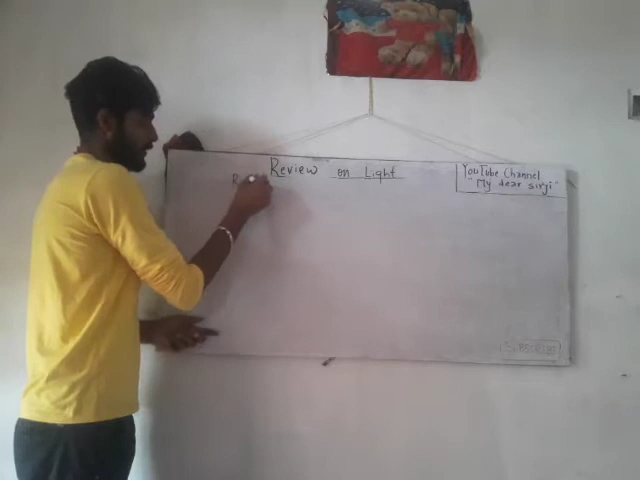 Review on Light
YouTube Channel
"My dear sirji"
R
SUBSCRIBE